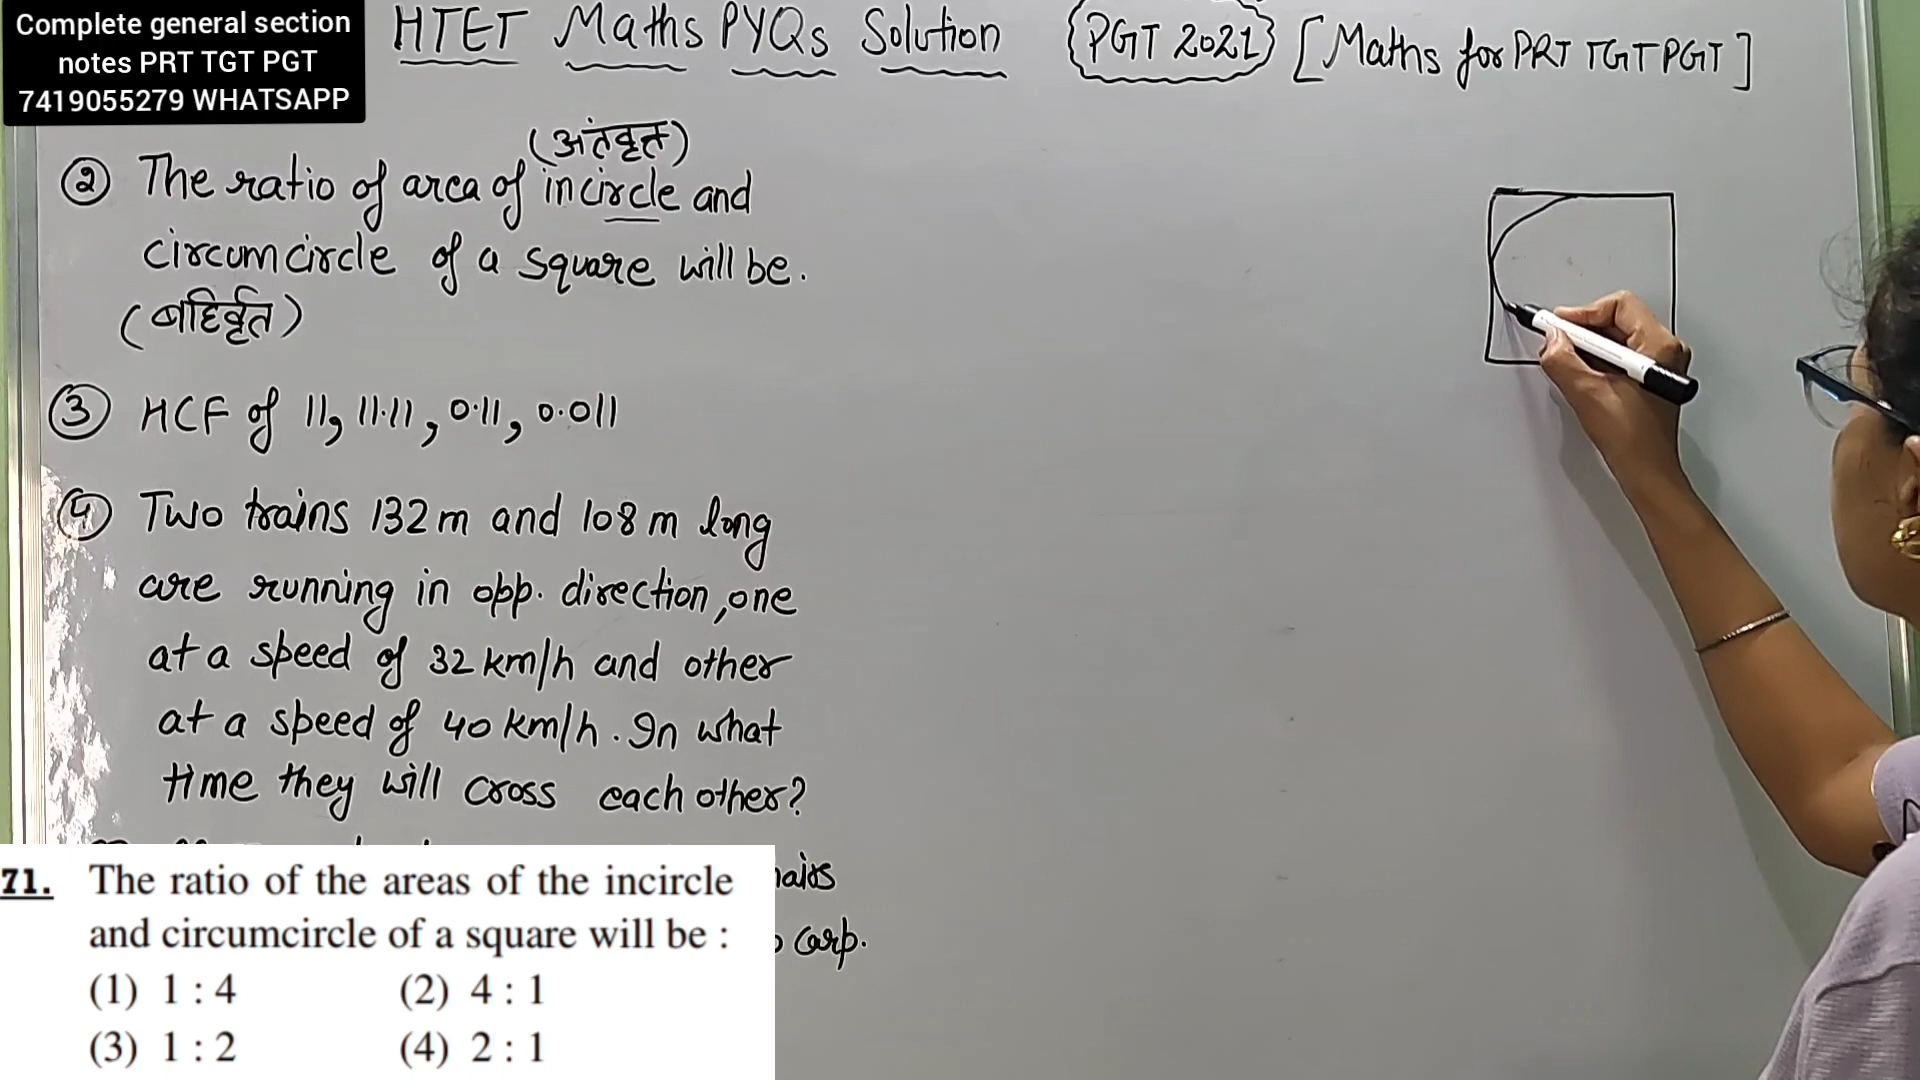 Complete general section
notes PRT TGT PGT
7419055279 WHATSAPP
HTET Maths PYQs Solution {PGT 2021} [Maths for PRT TGT PGT]
(अंतवृत्त)
② The ratio of area of incircle and
circumcircle of a square will be.
(बहिर्वृत)
③ HCF of 11, 11.11, 0.11, 0.011
④ Two trains 132 m and 108 m long
are running in opp. direction, one
at a speed of 32 km/h and other
at a speed of 40 km/h. In what
time they will cross each other?
carp.
71. The ratio of the areas of the incircle
and circumcircle of a square will be :
(1) 1 : 4 (2) 4 : 1
(3) 1 : 2 (4) 2 : 1